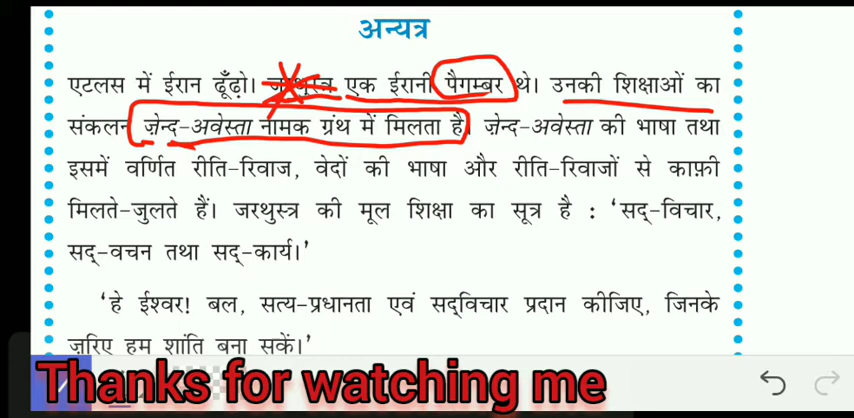 अन्यत्र
एटलस में ईरान ढूँढ़ो। जरथुस्त्र एक ईरानी पैगम्बर थे। उनकी शिक्षाओं का
संकलन ज़ेन्द-अवेस्ता नामक ग्रंथ में मिलता है। ज़ेन्द-अवेस्ता की भाषा तथा
इसमें वर्णित रीति-रिवाज, वेदों की भाषा और रीति-रिवाजों से काफ़ी
मिलते-जुलते हैं। जरथुस्त्र की मूल शिक्षा का सूत्र है : 'सद्-विचार,
सद्-वचन तथा सद्-कार्य।'
'हे ईश्वर! बल, सत्य-प्रधानता एवं सद्विचार प्रदान कीजिए, जिनके
ज़रिए हम शांति बना सकें।'
Thanks for watching me